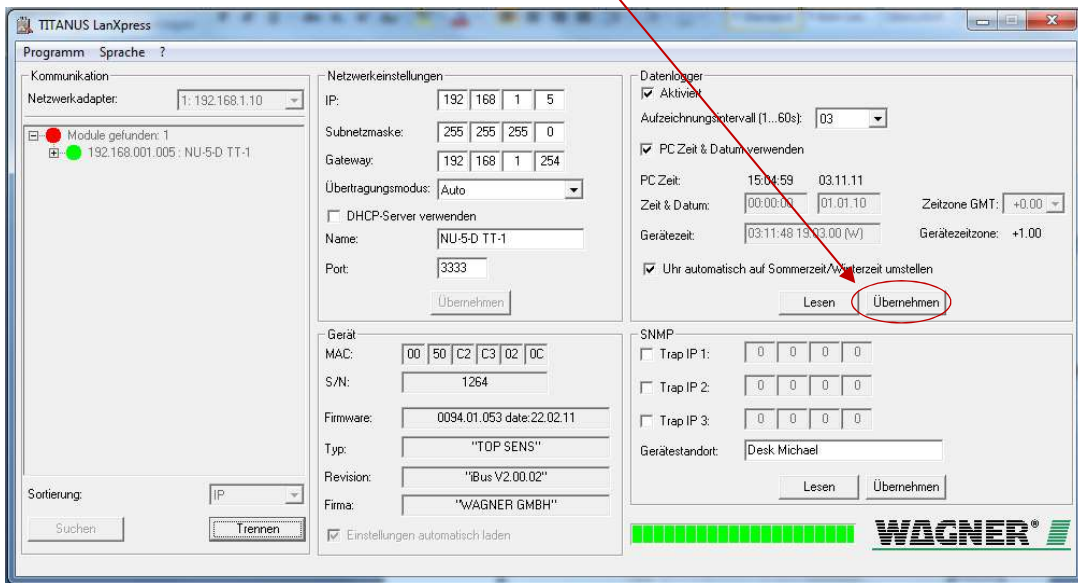 TITANUS LanXpress
Programm Sprache ?
Kommunikation
Netzwerkadapter: 1: 192.168.1.10
Module gefunden: 1
192.168.001.005 : NU-5-D TT-1
Sortierung: IP
Suchen Trennen
Netzwerkeinstellungen
IP: 192 168 1 5
Subnetzmaske: 255 255 255 0
Gateway: 192 168 1 254
Übertragungsmodus: Auto
DHCP-Server verwenden
Name: NU-5-D TT-1
Port: 3333
Übernehmen
Gerät
MAC: 00 50 C2 C3 02 0C
S/N: 1264
Firmware: 0094.01.053 date:22.02.11
Typ: "TOP SENS"
Revision: "iBus V2.00.02"
Firma: "WAGNER GMBH"
Einstellungen automatisch laden
Datenlogger
Aktiviert
Aufzeichnungsintervall (1...60s): 03
PC Zeit & Datum verwenden
PC Zeit: 15:04:59 03.11.11
Zeit & Datum: 00:00:00 01.01.10 Zeitzone GMT: +0.00
Gerätezeit: 03:11:48 19.03.00 (W) Gerätezeitzone: +1.00
Uhr automatisch auf Sommerzeit/Winterzeit umstellen
Lesen Übernehmen
SNMP
Trap IP 1: 0 0 0 0
Trap IP 2: 0 0 0 0
Trap IP 3: 0 0 0 0
Gerätestandort: Desk Michael
Lesen Übernehmen
WAGNER®